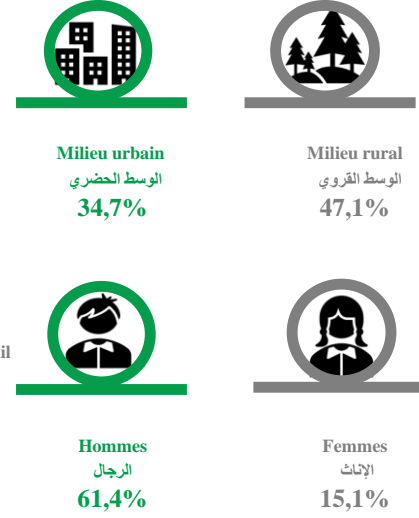 Milieu urbain
الوسط الحضري
34,7%
Milieu rural
الوسط القروي
47,1%
il
Hommes
الرجال
61,4%
Femmes
الإناث
15,1%